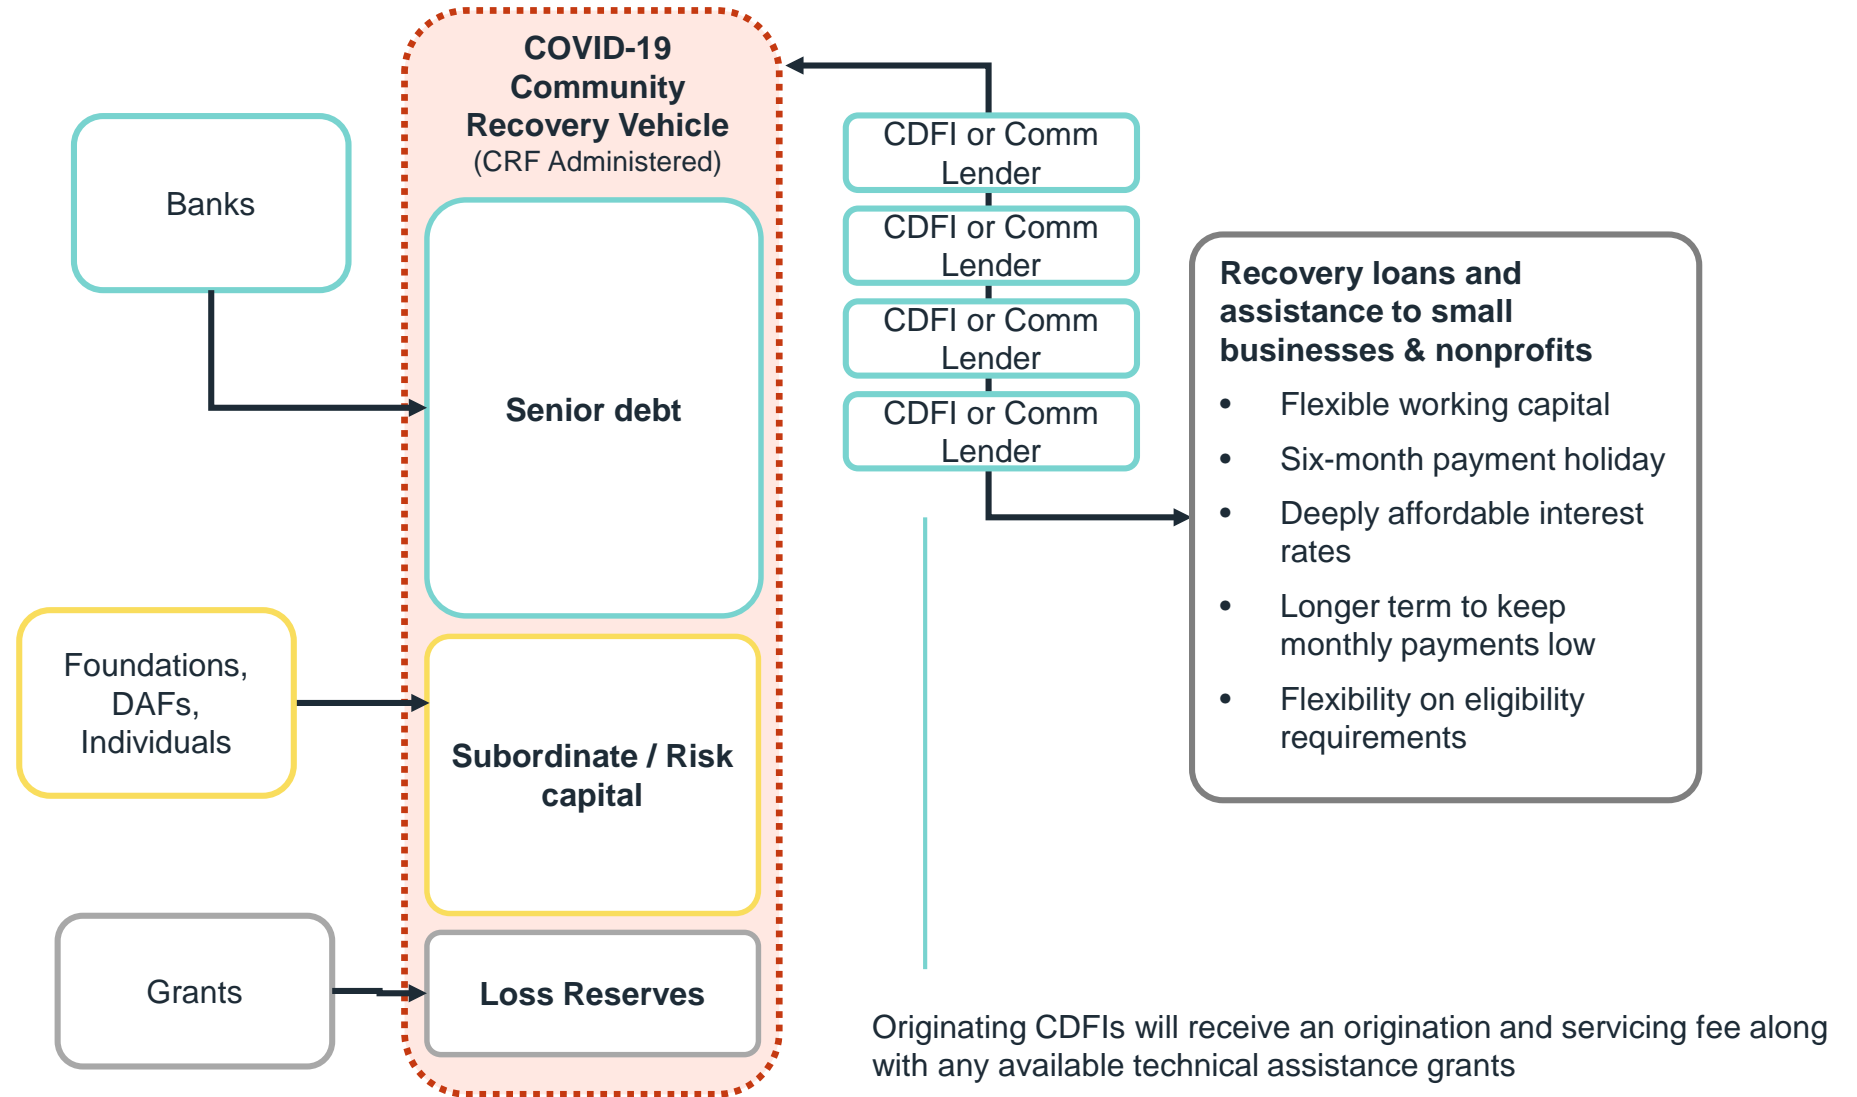 COVID-19
Community
Recovery Vehicle
(CRF Administered)
Banks
Senior debt
Foundations,
DAFs,
Individuals
Subordinate / Risk
capital
Grants
Loss Reserves
CDFI or Comm
Lender
CDFI or Comm
Lender
CDFI or Comm
Lender
CDFI or Comm
Lender
Recovery loans and
assistance to small
businesses & nonprofits
• Flexible working capital
• Six-month payment holiday
• Deeply affordable interest
rates
• Longer term to keep
monthly payments low
• Flexibility on eligibility
requirements
Originating CDFIs will receive an origination and servicing fee along
with any available technical assistance grants